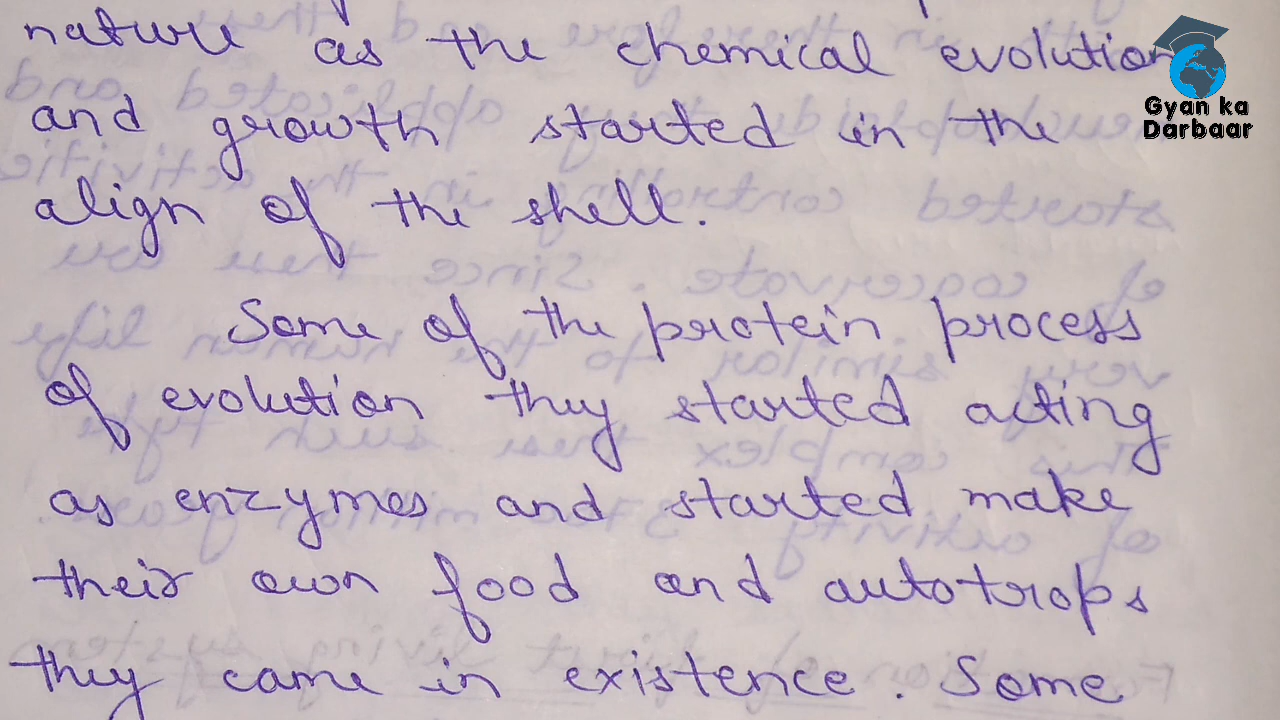 nature as the chemical evolution
Gyan ka
Darbaar
and growth started in the
align of the shell.
Some of the protein process
of evolution they started acting
as enzymes and started make
their own food and autotrops
they came in existence. Some